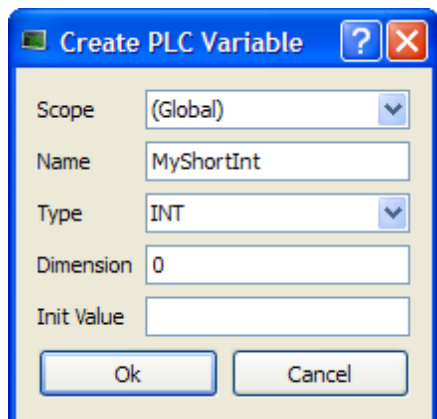 Create PLC Variable
Scope (Global)
Name MyShortInt
Type INT
Dimension 0
Init Value
Ok Cancel